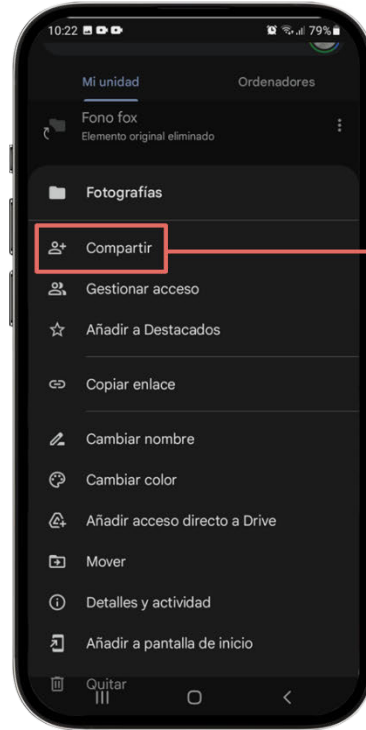 10:22 79%
Mi unidad Ordenadores
Fono fox
Elemento original eliminado
Fotografías
Compartir
Gestionar acceso
Añadir a Destacados
Copiar enlace
Cambiar nombre
Cambiar color
Añadir acceso directo a Drive
Mover
Detalles y actividad
Añadir a pantalla de inicio
Quitar